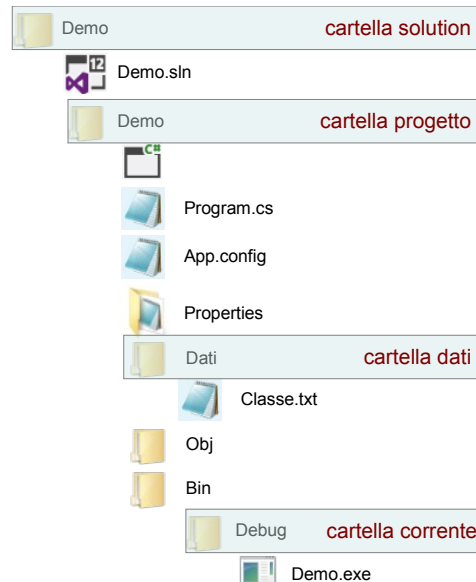 Demo cartella solution
12
Demo.sln
Demo cartella progetto
C#
Program.cs
App.config
Properties
Dati cartella dati
Classe.txt
Obj
Bin
Debug cartella corrente
Demo.exe